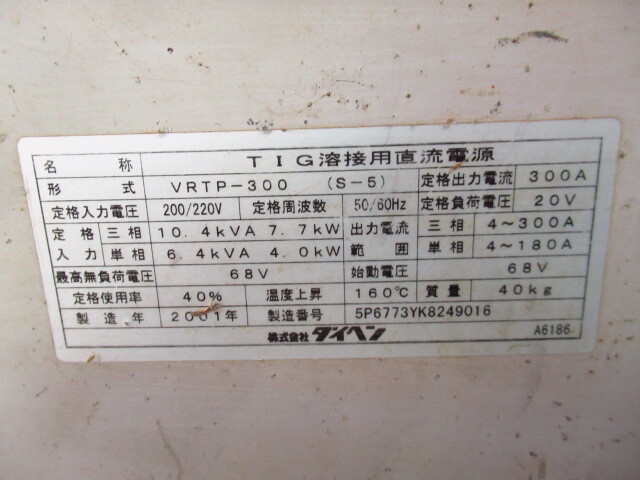 名称 TIG溶接用直流電源
形式 VRTP-300 (S-5) 定格出力電流 300A
定格入力電圧 200/220V 定格周波数 50/60Hz 定格負荷電圧 20V
定格 三相 10.4kVA 7.7kW 出力電流 三相 4~300A
入力 単相 6.4kVA 4.0kW 範囲 単相 4~180A
最高無負荷電圧 68V 始動電圧 68V
定格使用率 40% 温度上昇 160℃ 質量 40kg
製造年 2001年 製造番号 5P6773YK8249016
株式会社ダイヘン A6186